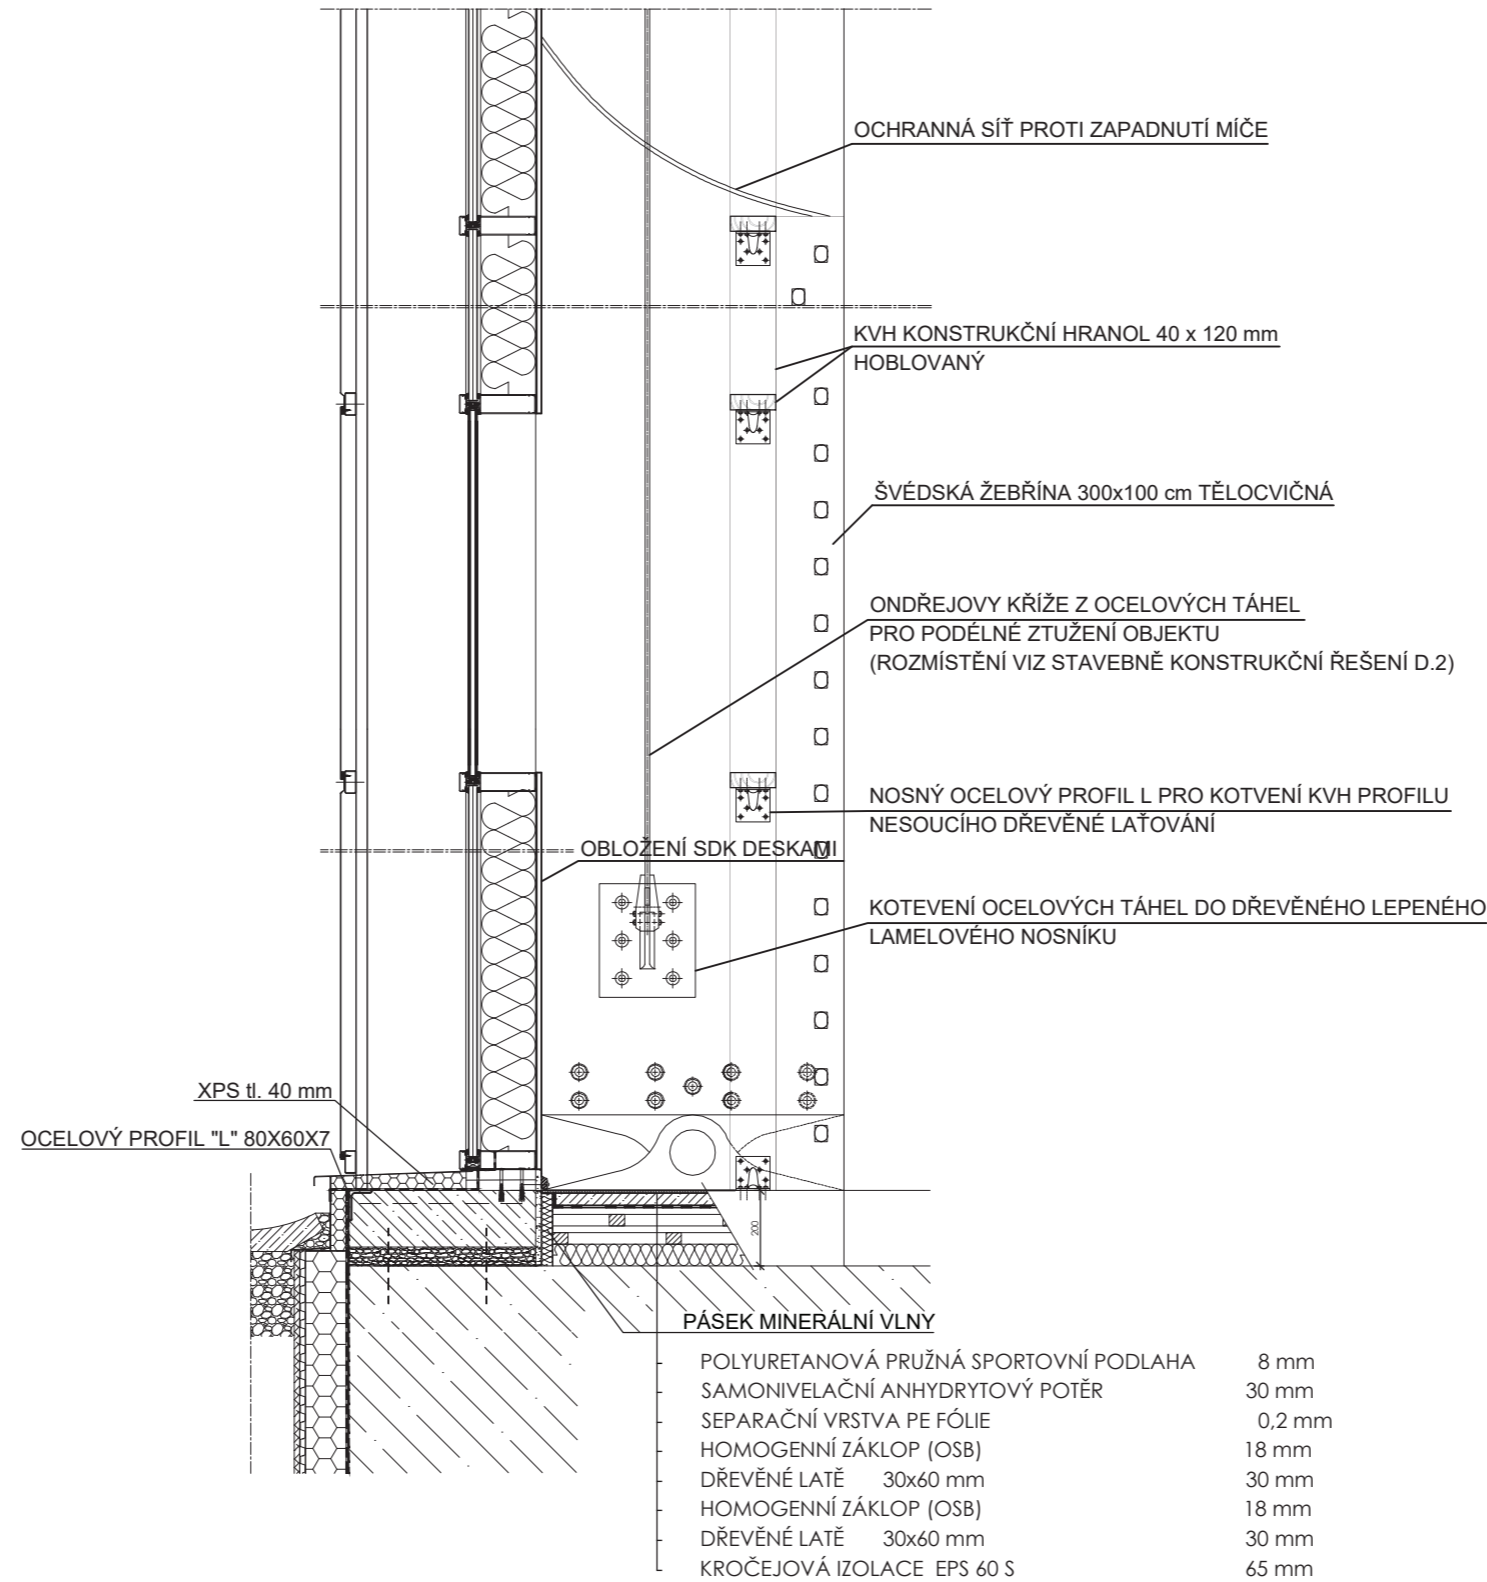 OCHRANNÁ SÍŤ PROTI ZAPADNUTÍ MÍČE
KVH KONSTRUKČNÍ HRANOL 40 x 120 mm
HOBLOVANÝ
ŠVÉDSKÁ ŽEBŘÍNA 300x100 cm TĚLOCVIČNÁ
ONDŘEJOVY KŘÍŽE Z OCELOVÝCH TÁHEL
PRO PODÉLNÉ ZTUŽENÍ OBJEKTU
(ROZMÍSTĚNÍ VIZ STAVEBNĚ KONSTRUKČNÍ ŘEŠENÍ D.2)
NOSNÝ OCELOVÝ PROFIL L PRO KOTVENÍ KVH PROFILU
NESOUCÍHO DŘEVĚNÉ LAŤOVÁNÍ
OBLOŽENÍ SDK DESKAMI
KOTEVENÍ OCELOVÝCH TÁHEL DO DŘEVĚNÉHO LEPENÉHO
LAMELOVÉHO NOSNÍKU
XPS tl. 40 mm
OCELOVÝ PROFIL "L" 80X60X7
200
PÁSEK MINERÁLNÍ VLNY
POLYURETANOVÁ PRUŽNÁ SPORTOVNÍ PODLAHA 8 mm
SAMONIVELAČNÍ ANHYDRYTOVÝ POTĚR 30 mm
SEPARAČNÍ VRSTVA PE FÓLIE 0,2 mm
HOMOGENNÍ ZÁKLOP (OSB) 18 mm
DŘEVĚNÉ LATĚ 30x60 mm 30 mm
HOMOGENNÍ ZÁKLOP (OSB) 18 mm
DŘEVĚNÉ LATĚ 30x60 mm 30 mm
KROČEJOVÁ IZOLACE EPS 60 S 65 mm